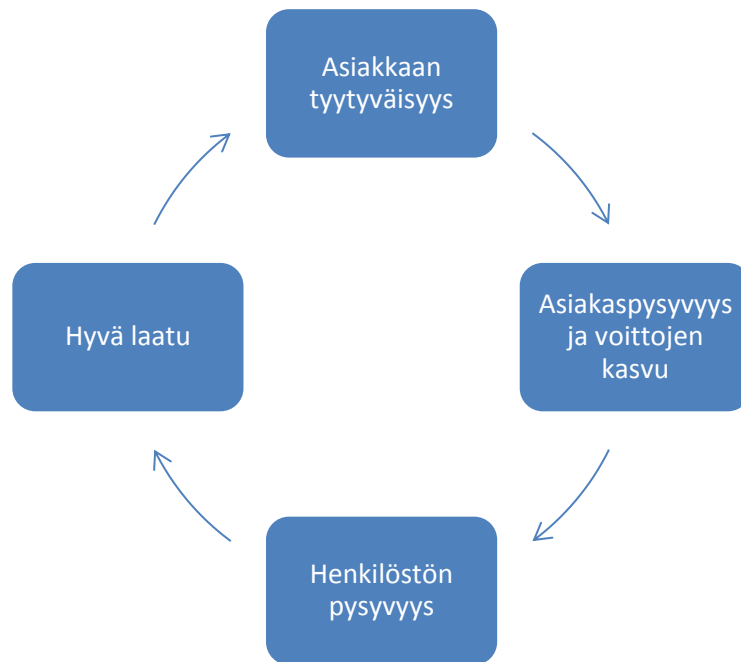 Asiakkaan
tyytyväisyys
Asiakaspysyvyys
ja voittojen
kasvu
Henkilöstön
pysyvyys
Hyvä laatu